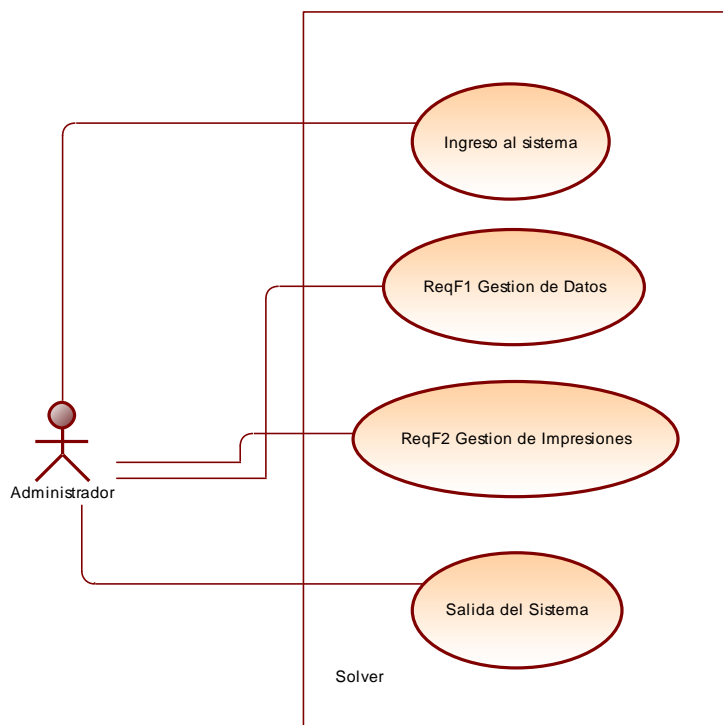 Ingreso al sistema
ReqF1 Gestion de Datos
ReqF2 Gestion de Impresiones
Administrador
Salida del Sistema
Solver